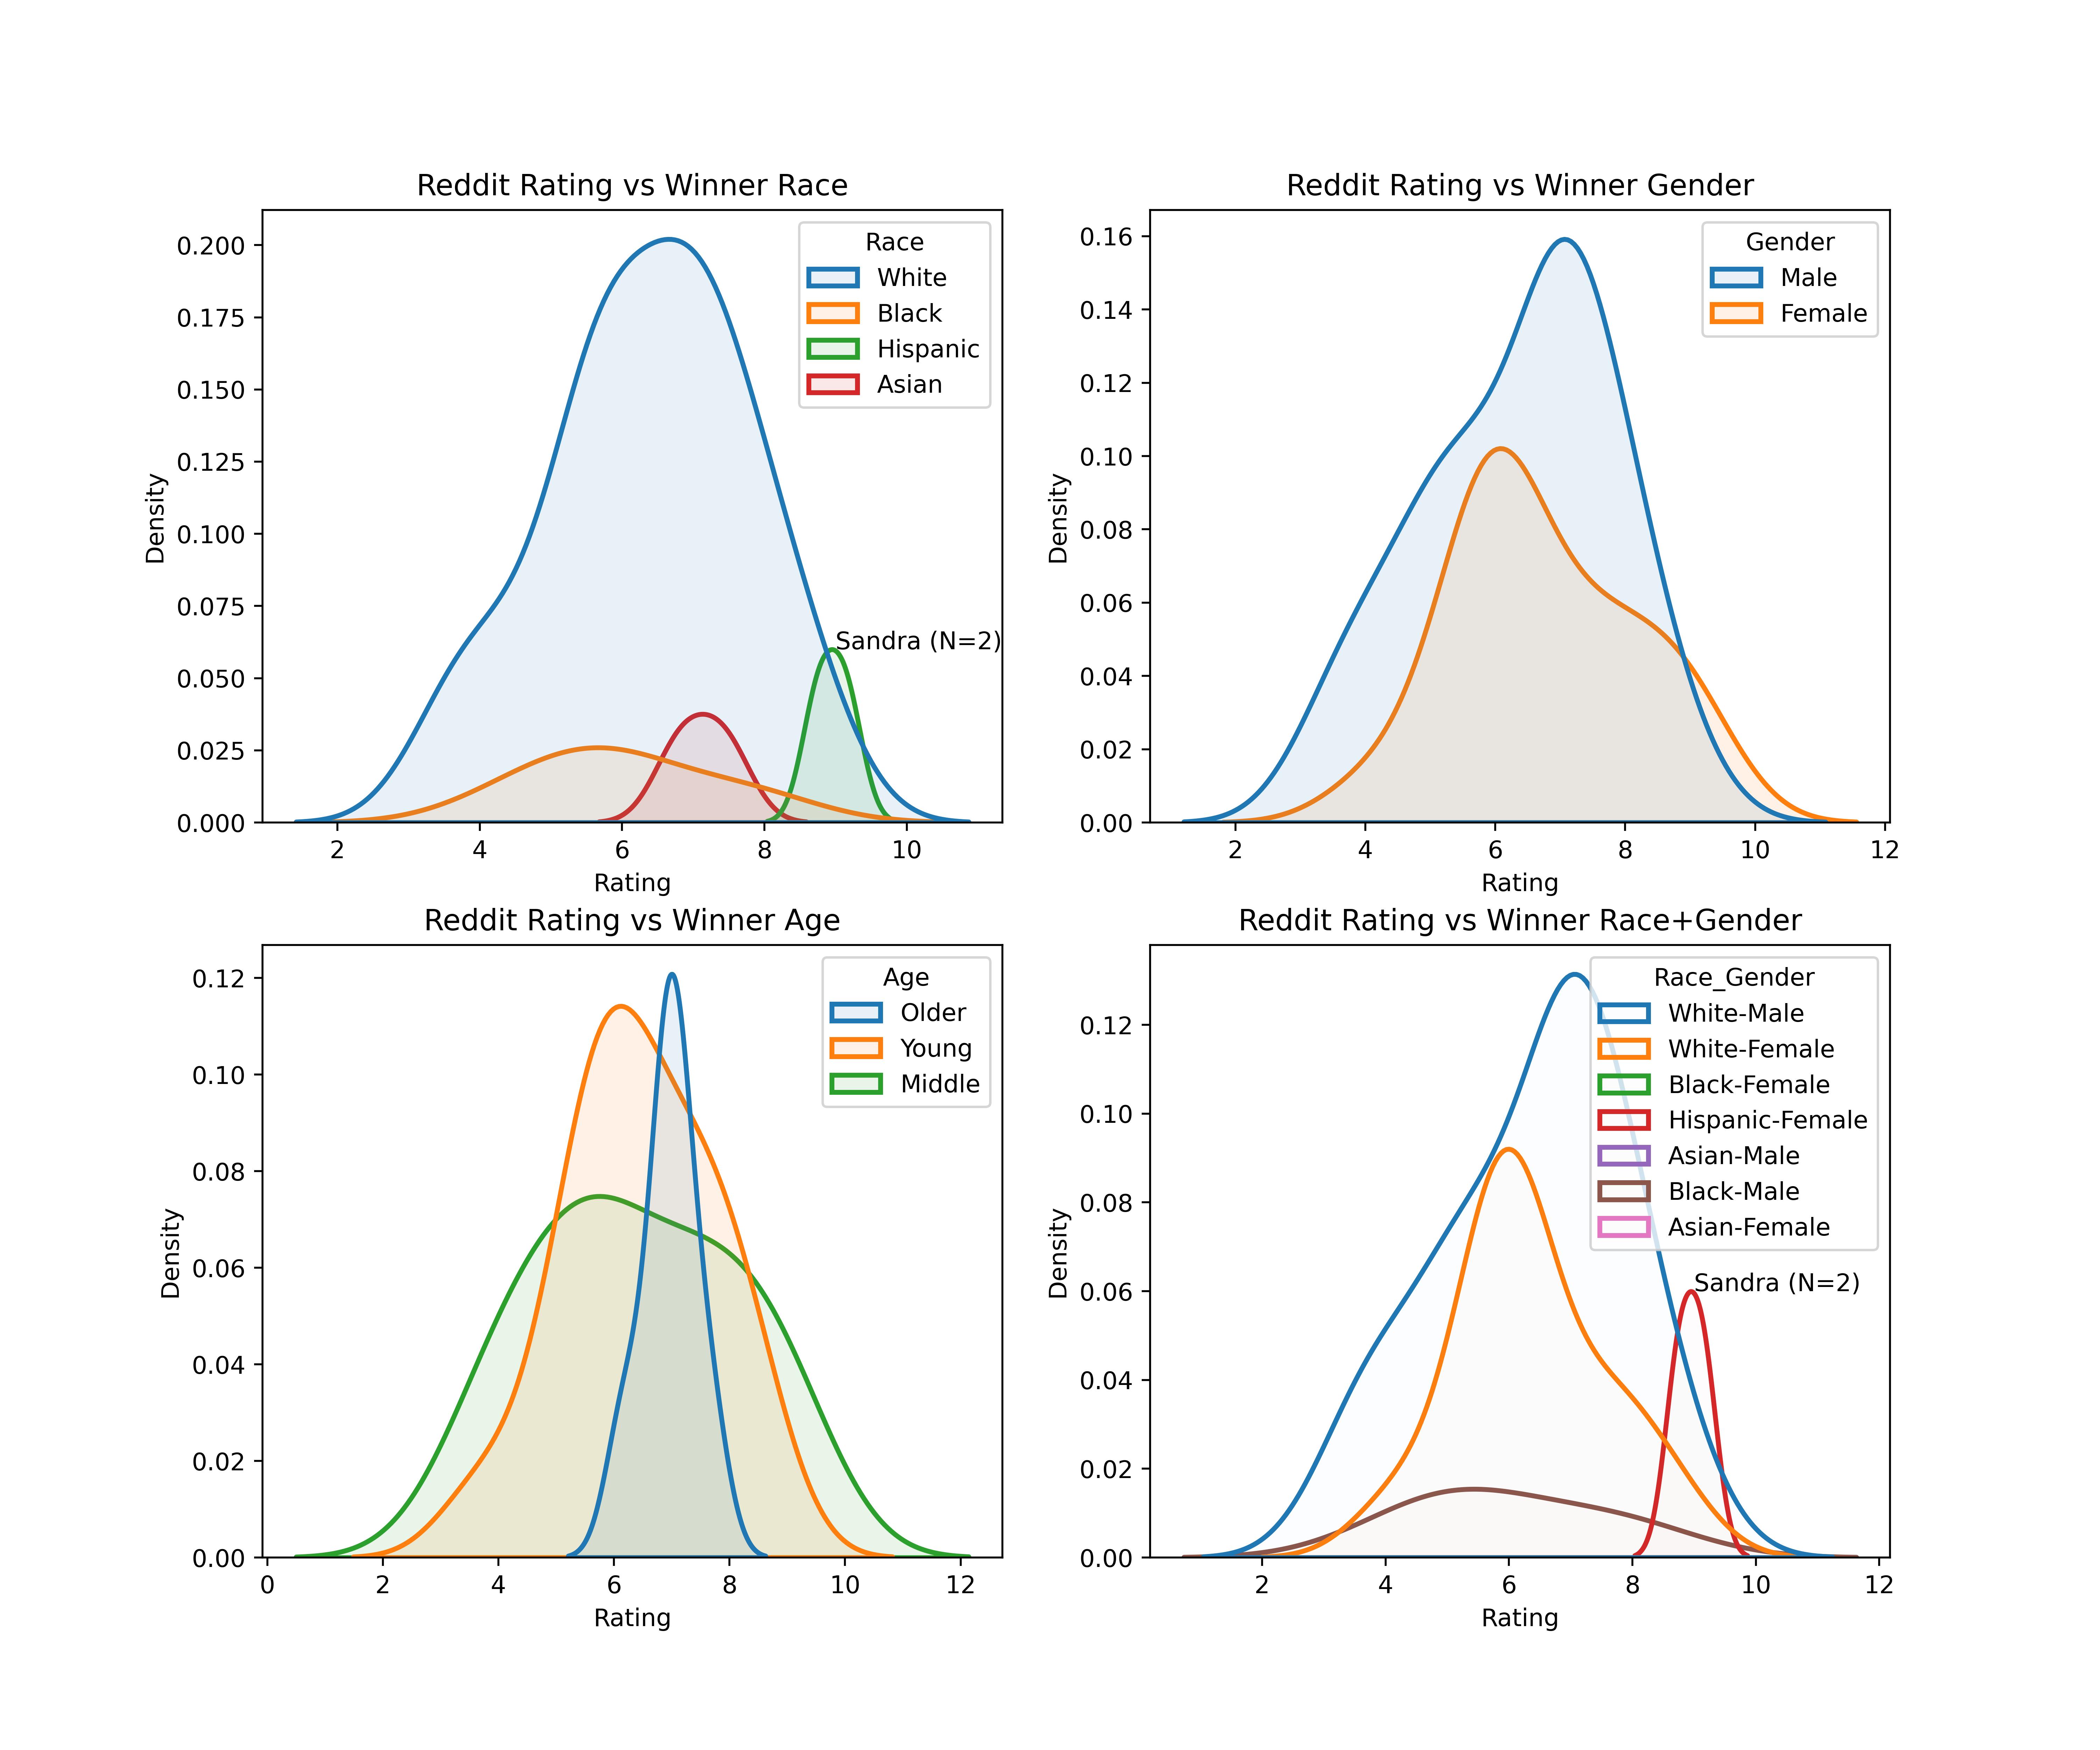 Reddit Rating vs Winner Race
Density
0.200
0.175
0.150
0.125
0.100
0.075
0.050
0.025
0.000
2 4 6 8 10
Rating
Race
White
Black
Hispanic
Asian
Sandra (N=2)
Reddit Rating vs Winner Gender
Density
0.16
0.14
0.12
0.10
0.08
0.06
0.04
0.02
0.00
2 4 6 8 10 12
Rating
Gender
Male
Female
Reddit Rating vs Winner Age
Density
0.12
0.10
0.08
0.06
0.04
0.02
0.00
0 2 4 6 8 10 12
Rating
Age
Older
Young
Middle
Reddit Rating vs Winner Race+Gender
Density
0.12
0.10
0.08
0.06
0.04
0.02
0.00
2 4 6 8 10 12
Rating
Race_Gender
White-Male
White-Female
Black-Female
Hispanic-Female
Asian-Male
Black-Male
Asian-Female
Sandra (N=2)